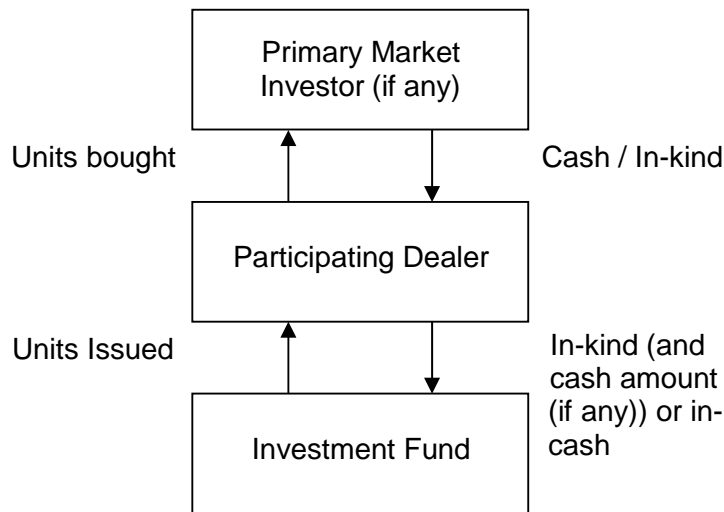 Primary Market
Investor (if any)
Units bought
Cash / In-kind
Participating Dealer
Units Issued
In-kind (and
cash amount
(if any)) or in-
cash
Investment Fund